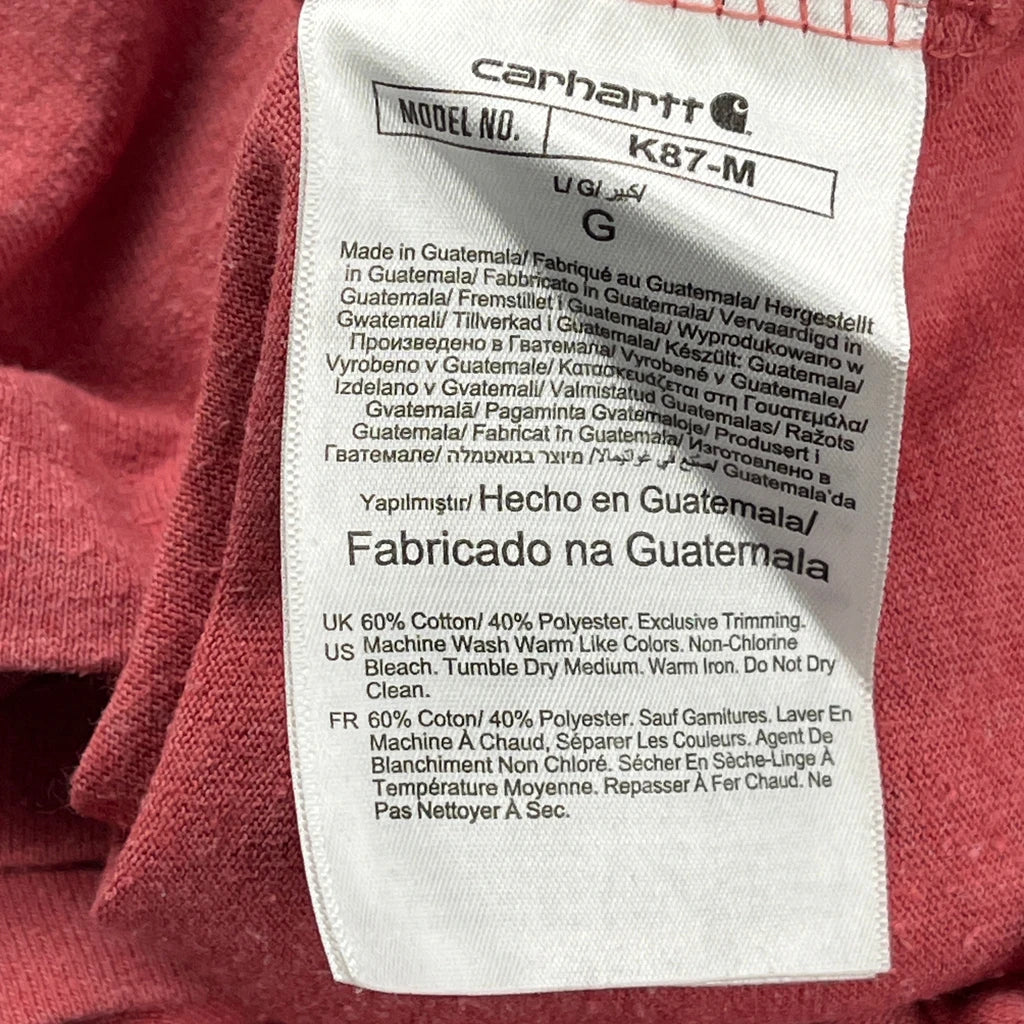 carhartt
MODEL NO. K87-M
L/ G/ كبير/
G
Made in Guatemala/ Fabriqué au Guatemala/ Hergestellt
in Guatemala/ Fabbricato in Guatemala/ Vervaardigd in
Guatemala/ Fremstillet i Guatemala/ Wyprodukowano w
Gwatemali/ Tillverkad i Guatemala/ Készült: Guatemala/
Произведено в Гватемала/ Vyrobené v Guatemale/
Vyrobeno v Guatemale/ Κατασκευάζεται στη Γουατεμάλα/
Izdelano v Gvatemali/ Valmistatud Guatemalas/ Ražots
Gvatemalā/ Pagaminta Gvatemaloje/ Produsert i
Guatemala/ Fabricat în Guatemala/ Изготовлено в
Гватемале/ מיוצר בגואטמלה/ صنع في غواتيمالا/ Guatemala'da
Yapılmıştır/ Hecho en Guatemala/
Fabricado na Guatemala
UK 60% Cotton/ 40% Polyester. Exclusive Trimming.
US Machine Wash Warm Like Colors. Non-Chlorine
Bleach. Tumble Dry Medium. Warm Iron. Do Not Dry
Clean.
FR 60% Coton/ 40% Polyester. Sauf Garnitures. Laver En
Machine À Chaud, Séparer Les Couleurs. Agent De
Blanchiment Non Chloré. Sécher En Sèche-Linge À
Température Moyenne. Repasser À Fer Chaud. Ne
Pas Nettoyer À Sec.